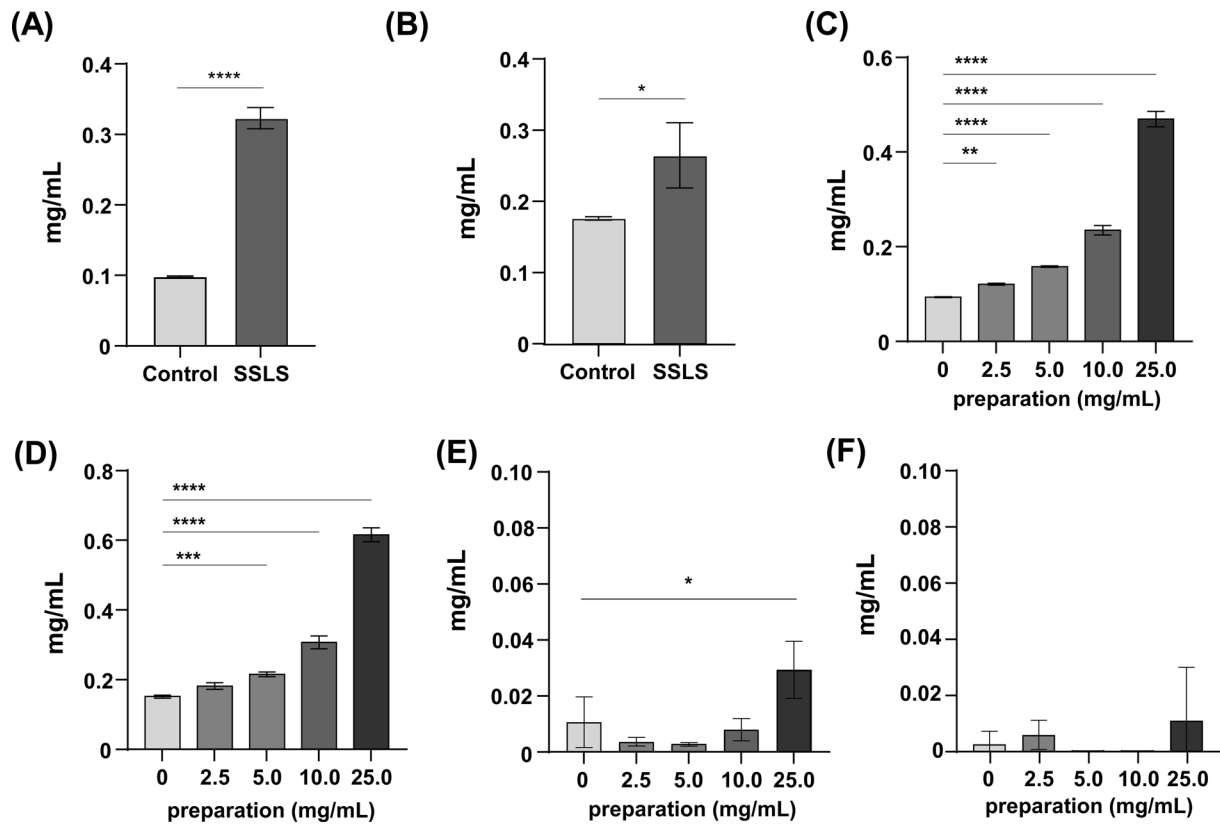 (A)
mg/mL
0.4
0.3
0.2
0.1
0
****
Control SSLS
(B)
mg/mL
0.4
0.3
0.2
0.1
0
*
Control SSLS
(C)
mg/mL
0.6
0.4
0.2
0
****
****
****
**
0 2.5 5.0 10.0 25.0
preparation (mg/mL)
(D)
mg/mL
0.8
0.6
0.4
0.2
0
****
****
***
0 2.5 5.0 10.0 25.0
preparation (mg/mL)
(E)
mg/mL
0.10
0.08
0.06
0.04
0.02
0
*
0 2.5 5.0 10.0 25.0
preparation (mg/mL)
(F)
mg/mL
0.10
0.08
0.06
0.04
0.02
0
0 2.5 5.0 10.0 25.0
preparation (mg/mL)